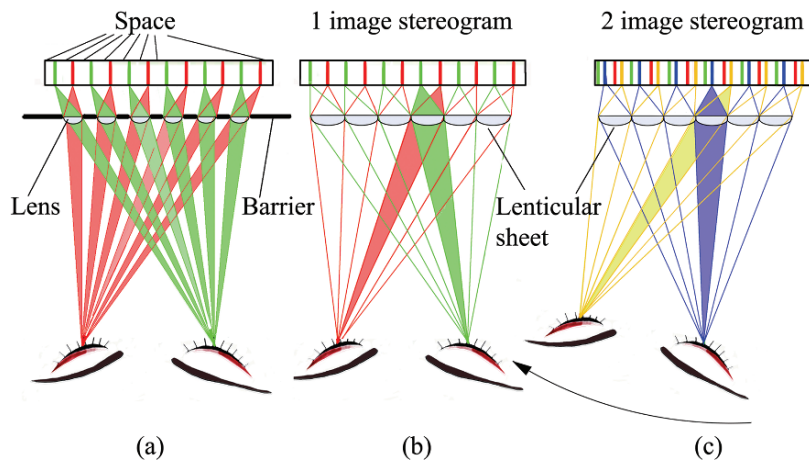 Space
1 image stereogram
2 image stereogram
Lens
Barrier
Lenticular
sheet
(a)
(b)
(c)